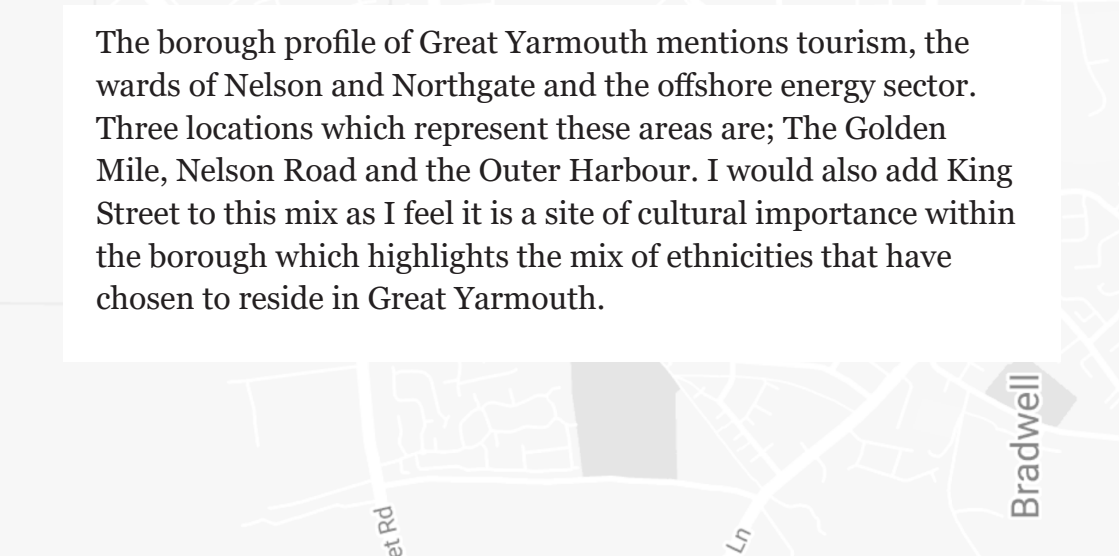 The borough profile of Great Yarmouth mentions tourism, the
wards of Nelson and Northgate and the offshore energy sector.
Three locations which represent these areas are; The Golden
Mile, Nelson Road and the Outer Harbour. I would also add King
Street to this mix as I feel it is a site of cultural importance within
the borough which highlights the mix of ethnicities that have
chosen to reside in Great Yarmouth.
Bradwell
Rd
Ln